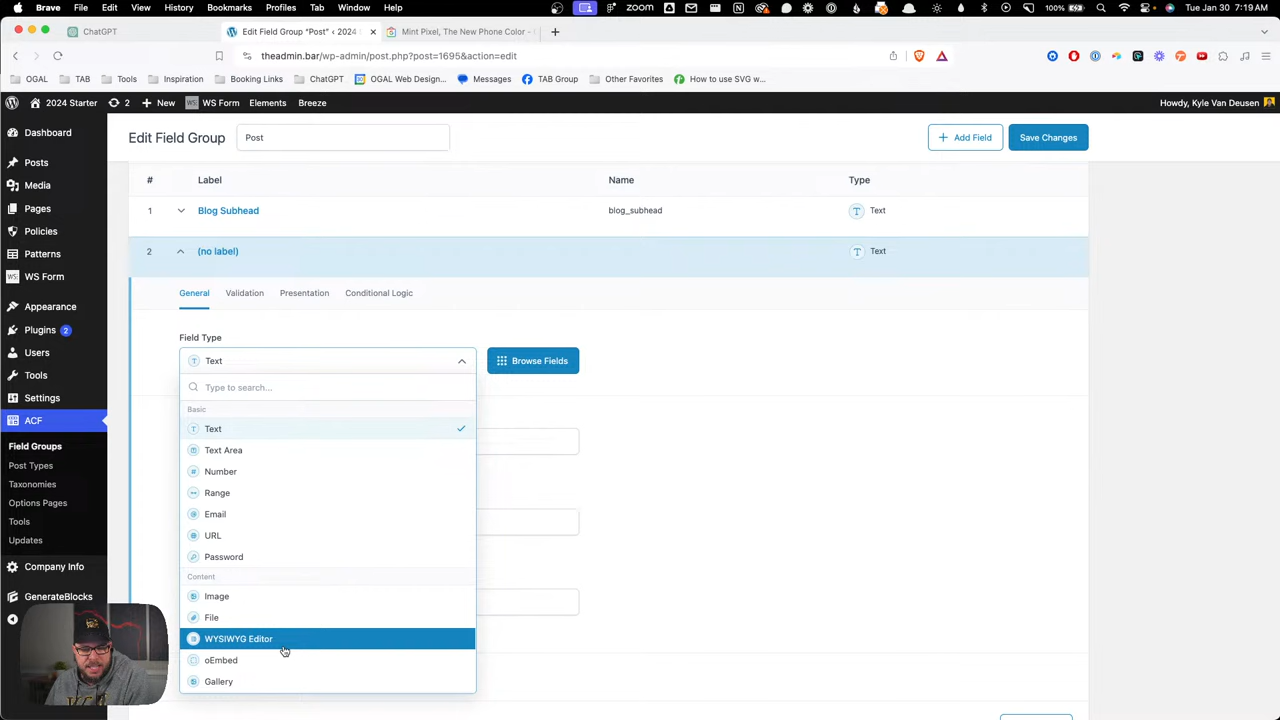 Brave File Edit View History Bookmarks Profiles Tab Window Help
ZOOM 100% Tue Jan 30 7:19 AM
ChatGPT
Edit Field Group “Post” ‹ 2024
Mint Pixel, The New Phone Color -
theadmin.bar/wp-admin/post.php?post=1695&action=edit
OGAL TAB Tools Inspiration Booking Links ChatGPT OGAL Web Design... Messages TAB Group Other Favorites How to use SVG w...
2024 Starter 2 + New WS Form Elements Breeze Howdy, Kyle Van Deusen
Dashboard
Posts
Media
Pages
Policies
Patterns
WS Form
Appearance
Plugins 2
Users
Tools
Settings
ACF
Field Groups
Post Types
Taxonomies
Options Pages
Tools
Updates
Company Info
GenerateBlocks
Edit Field Group Post + Add Field Save Changes
# Label Name Type
1 Blog Subhead blog_subhead Text
2 (no label) Text
General Validation Presentation Conditional Logic
Field Type
Text Browse Fields
Type to search...
Basic
Text
Text Area
Number
Range
Email
URL
Password
Content
Image
File
WYSIWYG Editor
oEmbed
Gallery